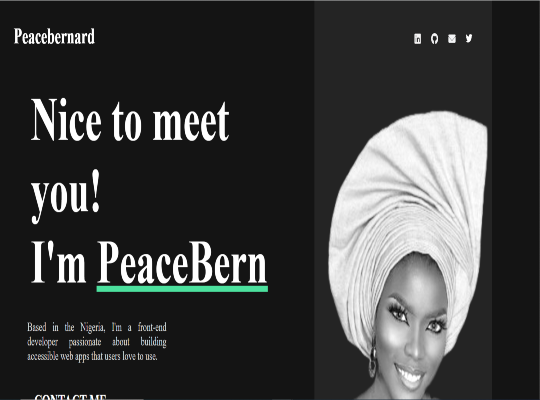 Peacebernard
Nice to meet
you!
I'm PeaceBern
Based in the Nigeria, I'm a front-end
developer passionate about building
accessible web apps that users love to use.
CONTACT ME